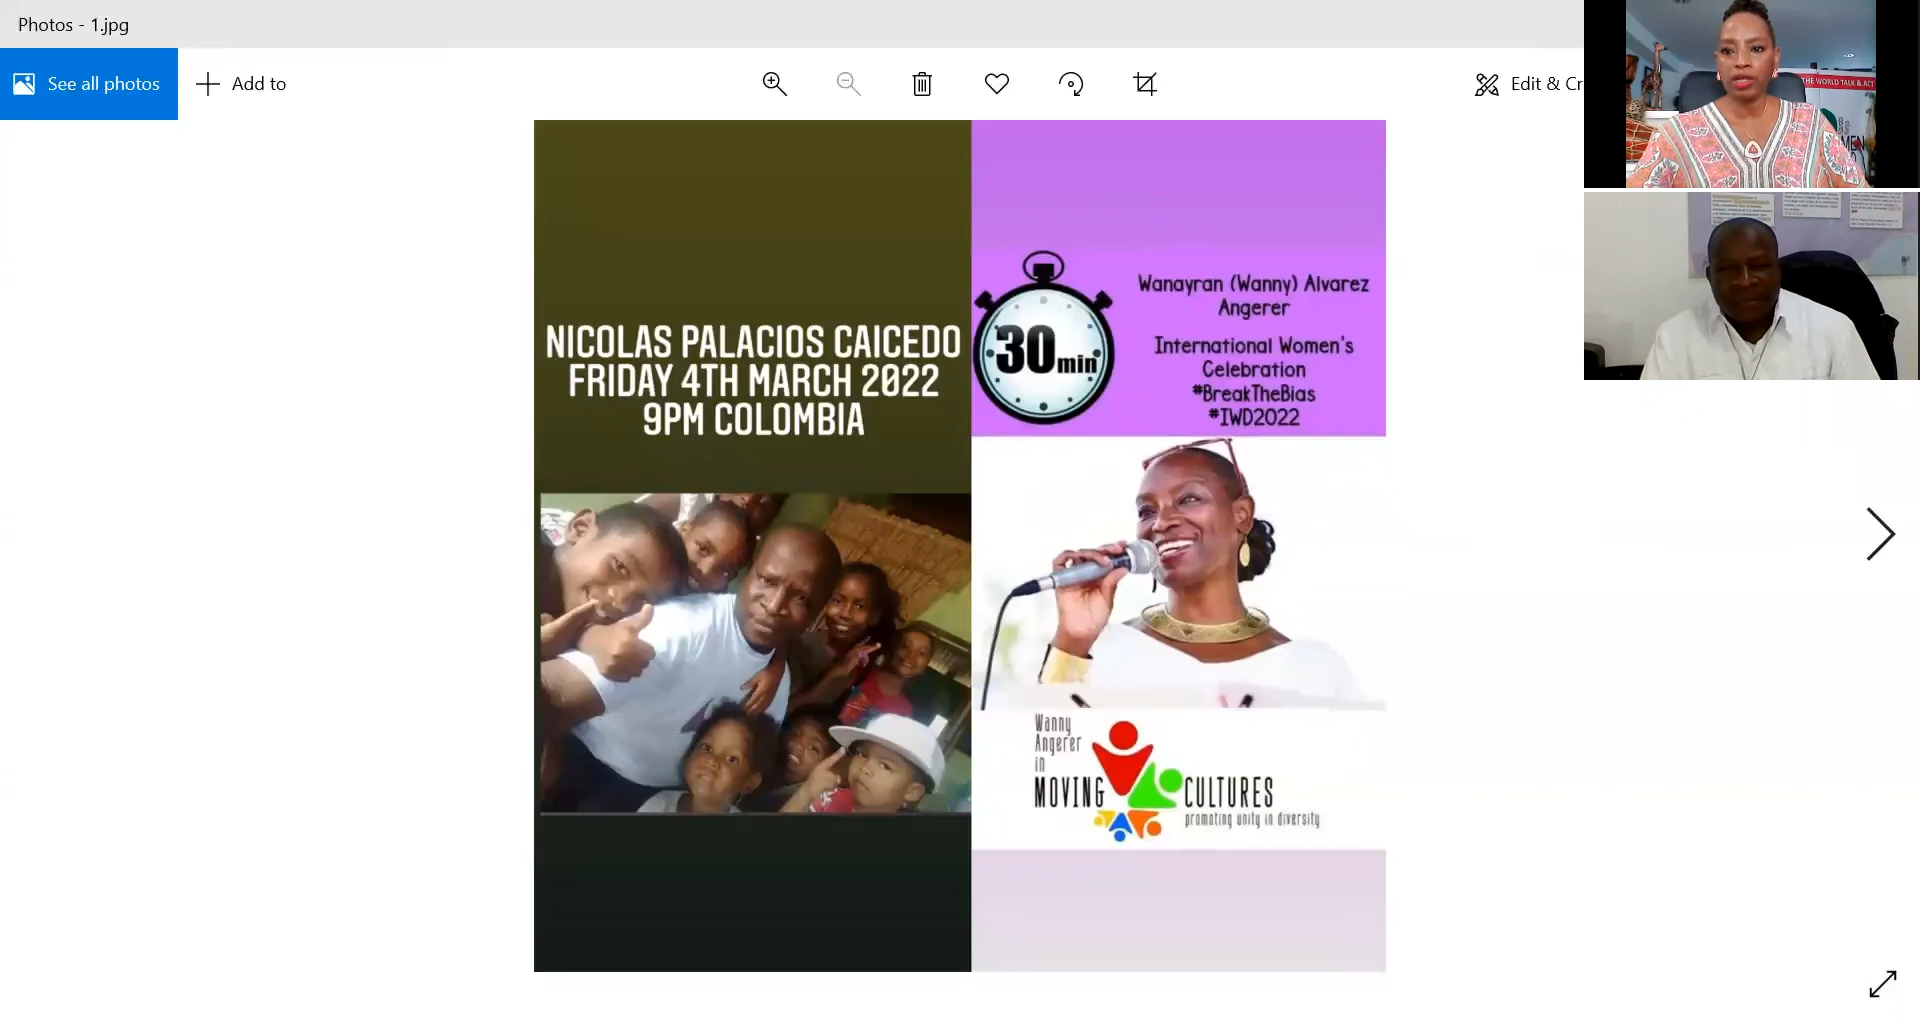 Photos - 1.jpg
See all photos
Add to
Edit & Cr
THE WORLD TALK & ACT
NICOLAS PALACIOS CAICEDO
FRIDAY 4TH MARCH 2022
9PM COLOMBIA
30min
Wanayran (Wanny) Alvarez
Angerer
International Women's
Celebration
#BreakTheBias
#IWD2022
Wanny
Angerer
in
MOVING CULTURES
promoting unity in diversity